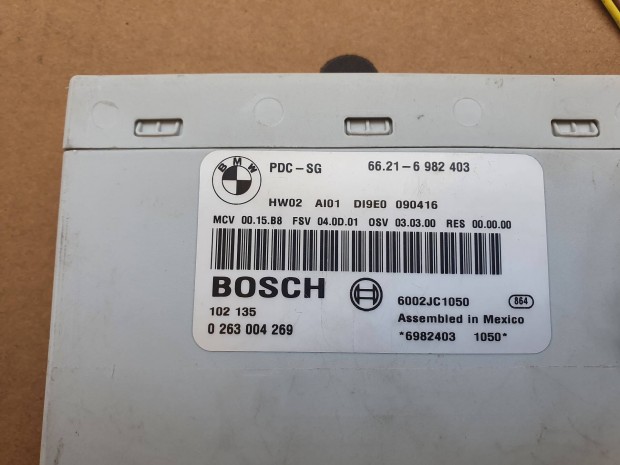 BMW
PDC-SG 66.21-6 982 403
HW02 AI01 DI9E0 090416
MCV 00.15.B8 FSV 04.0D.01 OSV 03.03.00 RES 00.00.00
BOSCH
6002JC1050 864
102 135 Assembled in Mexico
0 263 004 269 *6982403 1050*